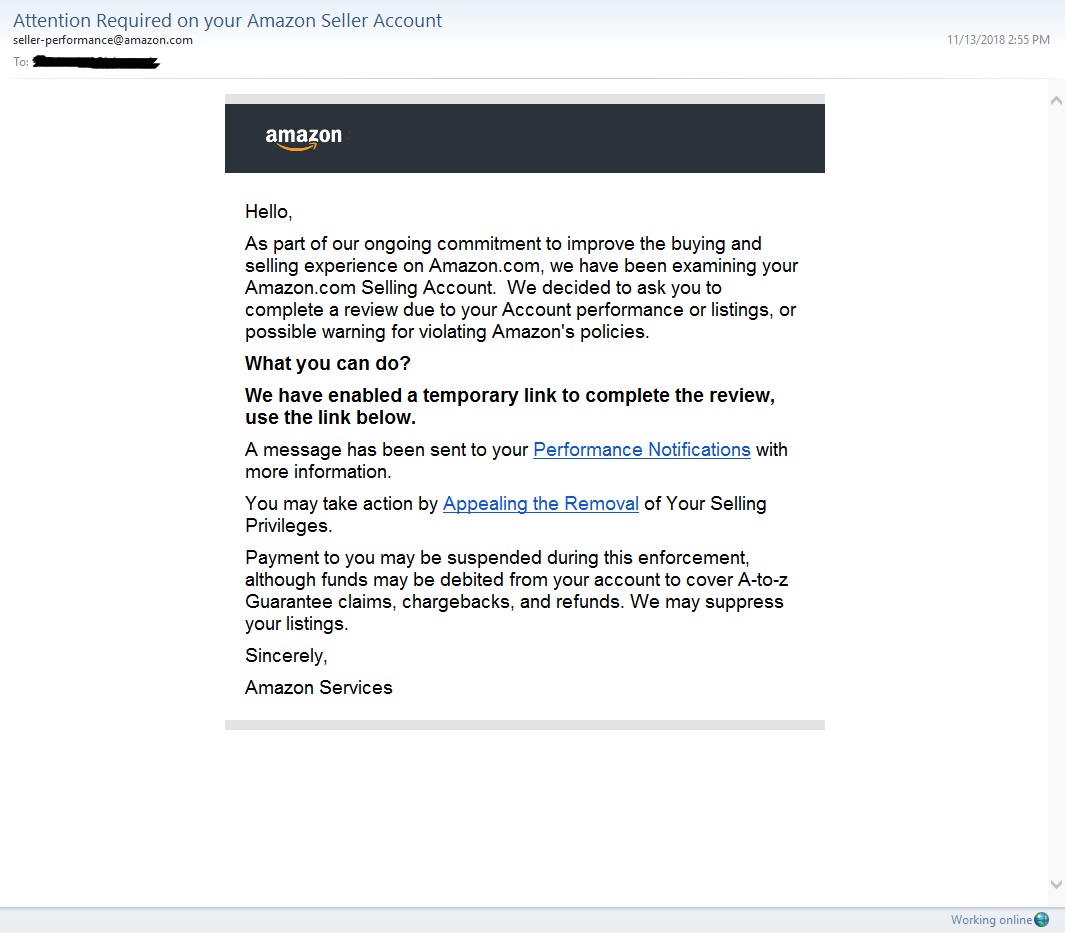 Attention Required on your Amazon Seller Account
seller-performance@amazon.com
11/13/2018 2:55 PM
To:
amazon
Hello,
As part of our ongoing commitment to improve the buying and
selling experience on Amazon.com, we have been examining your
Amazon.com Selling Account.  We decided to ask you to
complete a review due to your Account performance or listings, or
possible warning for violating Amazon's policies.
What you can do?
We have enabled a temporary link to complete the review,
use the link below.
A message has been sent to your Performance Notifications with
more information.
You may take action by Appealing the Removal of Your Selling
Privileges.
Payment to you may be suspended during this enforcement,
although funds may be debited from your account to cover A-to-z
Guarantee claims, chargebacks, and refunds. We may suppress
your listings.
Sincerely,
Amazon Services
Working online